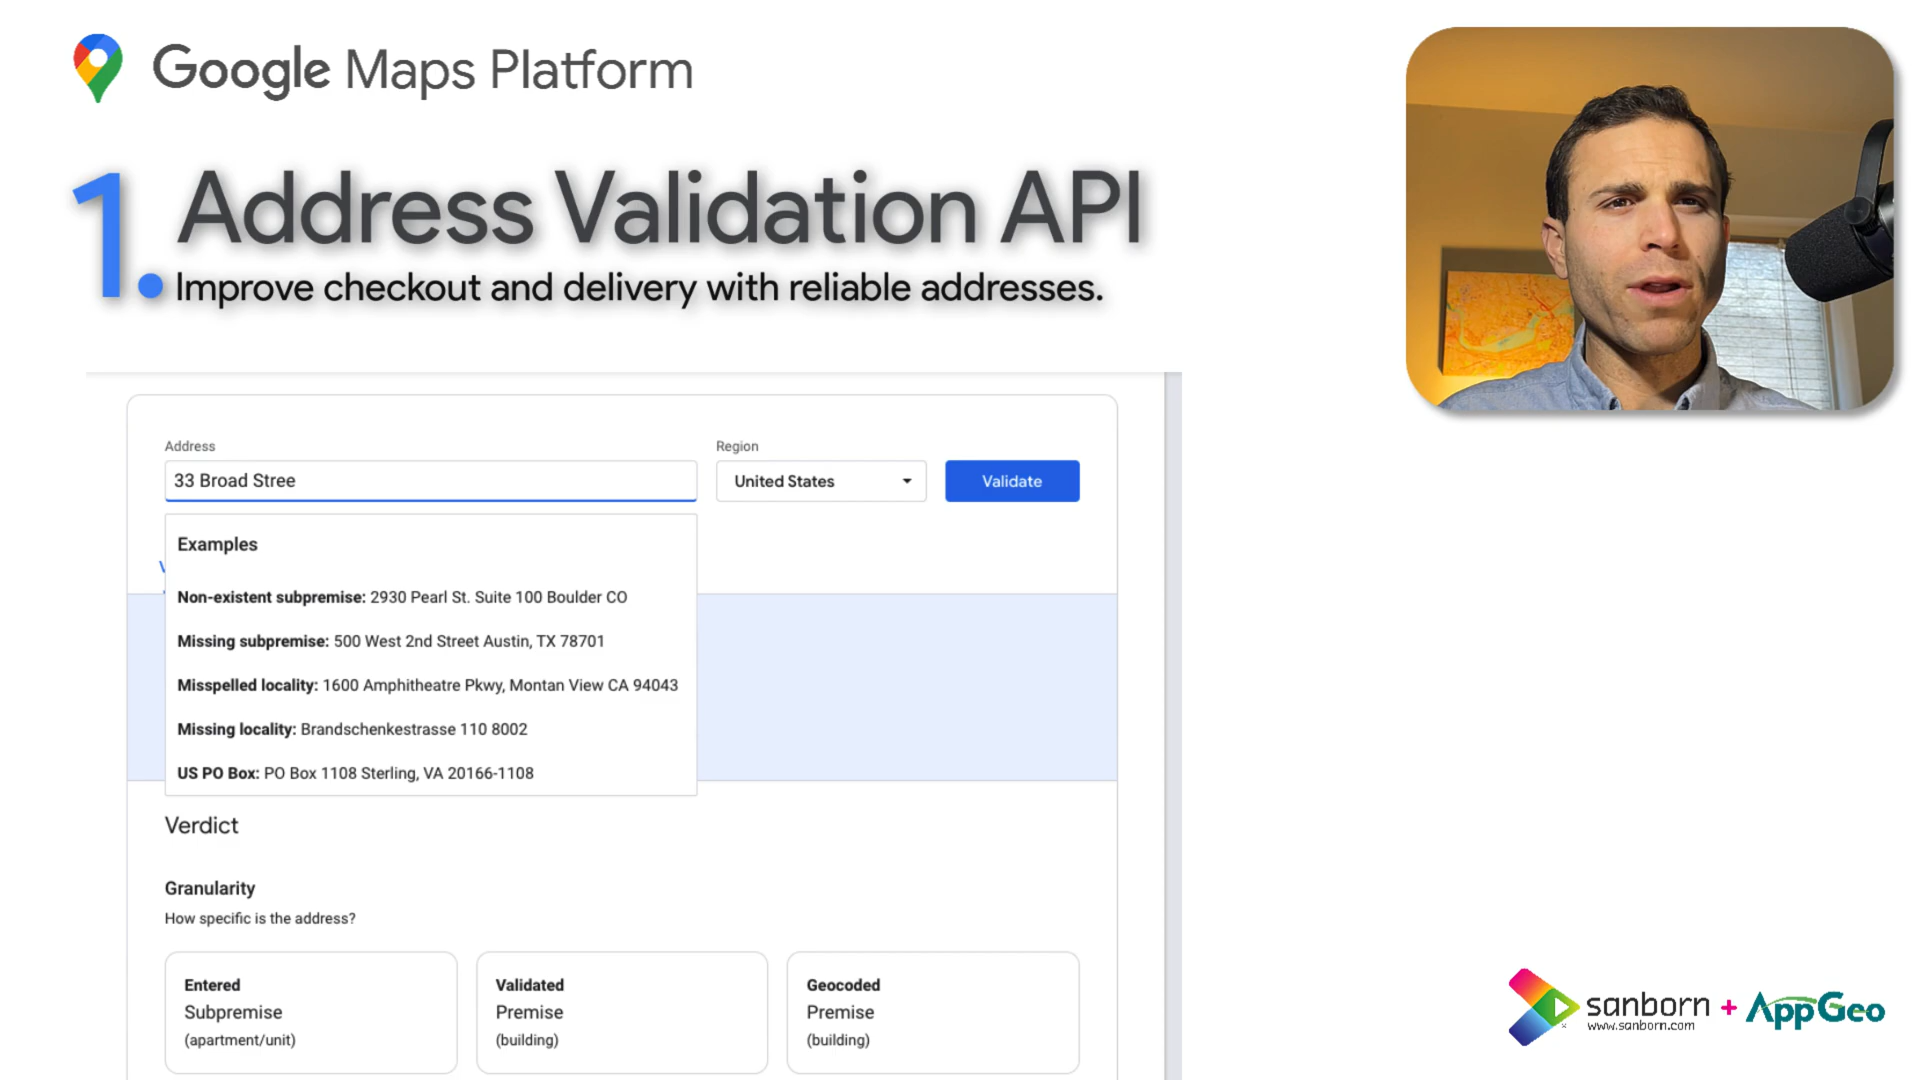 Google Maps Platform
1. Address Validation API
Improve checkout and delivery with reliable addresses.
Address
Region
33 Broad Stree
United States
Validate
Examples
Non-existent subpremise: 2930 Pearl St. Suite 100 Boulder CO
Missing subpremise: 500 West 2nd Street Austin, TX 78701
Misspelled locality: 1600 Amphitheatre Pkwy, Montan View CA 94043
Missing locality: Brandschenkestrasse 110 8002
US PO Box: PO Box 1108 Sterling, VA 20166-1108
Verdict
Granularity
How specific is the address?
Entered
Subpremise
(apartment/unit)
Validated
Premise
(building)
Geocoded
Premise
(building)
sanborn + AppGeo
www.sanborn.com